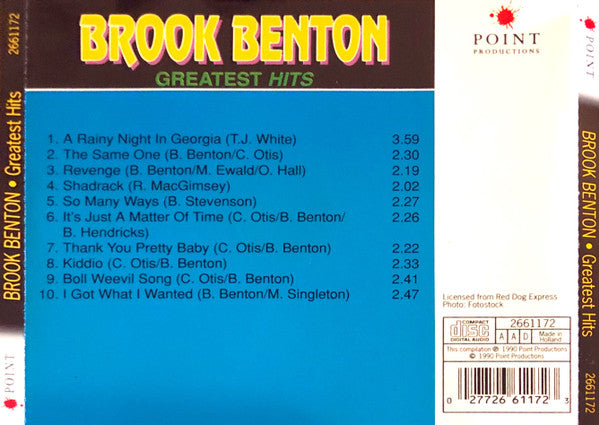 2661172
BROOK BENTON • Greatest Hits
POINT
BROOK BENTON
GREATEST HITS
1. A Rainy Night In Georgia (T.J. White) 3.59
2. The Same One (B. Benton/C. Otis) 2.30
3. Revenge (B. Benton/M. Ewald/O. Hall) 2.19
4. Shadrack (R. MacGimsey) 2.02
5. So Many Ways (B. Stevenson) 2.27
6. It's Just A Matter Of Time (C. Otis/B. Benton/ 2.26
B. Hendricks)
7. Thank You Pretty Baby (C. Otis/B. Benton) 2.22
8. Kiddio (C. Otis/B. Benton) 2.33
9. Boll Weevil Song (C. Otis/B. Benton) 2.41
10. I Got What I Wanted (B. Benton/M. Singleton) 2.47
POINT
PRODUCTIONS
Licensed from Red Dog Express
Photo: Fotostock
COMPACT
disc
DIGITAL AUDIO
2661172
A A D
Made in
Holland
This compilation ℗ 1990 Point Productions
© 1990 Point Productions
0 27726 61172 3
POINT
BROOK BENTON • Greatest Hits
2661172